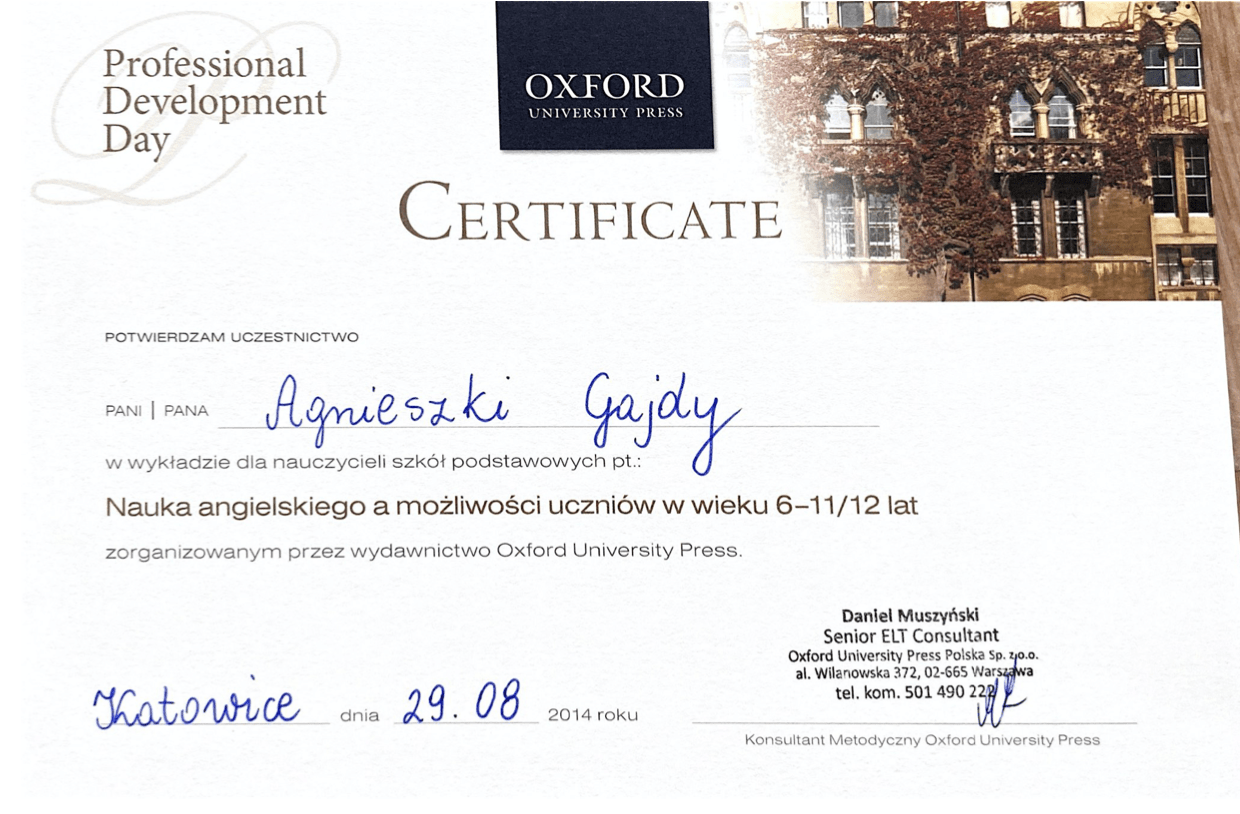 Professional
Development
Day
OXFORD
UNIVERSITY PRESS
CERTIFICATE
POTWIERDZAM UCZESTNICTWO
PANI | PANA Agnieszki Gajdy
w wykładzie dla nauczycieli szkół podstawowych pt.:
Nauka angielskiego a możliwości uczniów w wieku 6–11/12 lat
zorganizowanym przez wydawnictwo Oxford University Press.
Daniel Muszyński
Senior ELT Consultant
Oxford University Press Polska Sp. z o.o.
al. Wilanowska 372, 02-665 Warszawa
tel. kom. 501 490 222
Katowice dnia 29.08 2014 roku
Konsultant Metodyczny Oxford University Press